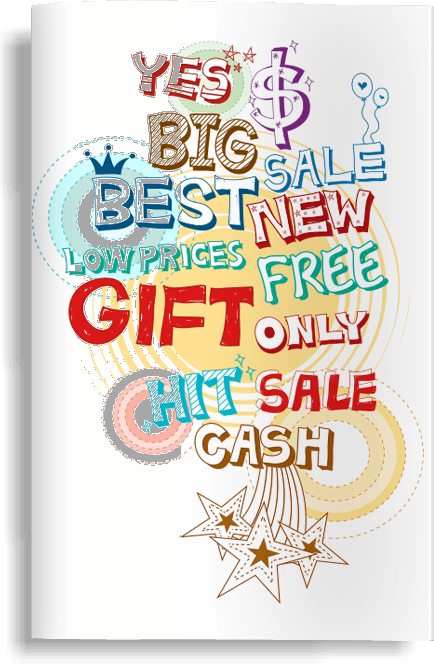 YES $
BIG
SALE
BEST
NEW
LOW PRICES
FREE
GIFT
ONLY
HIT SALE
CASH